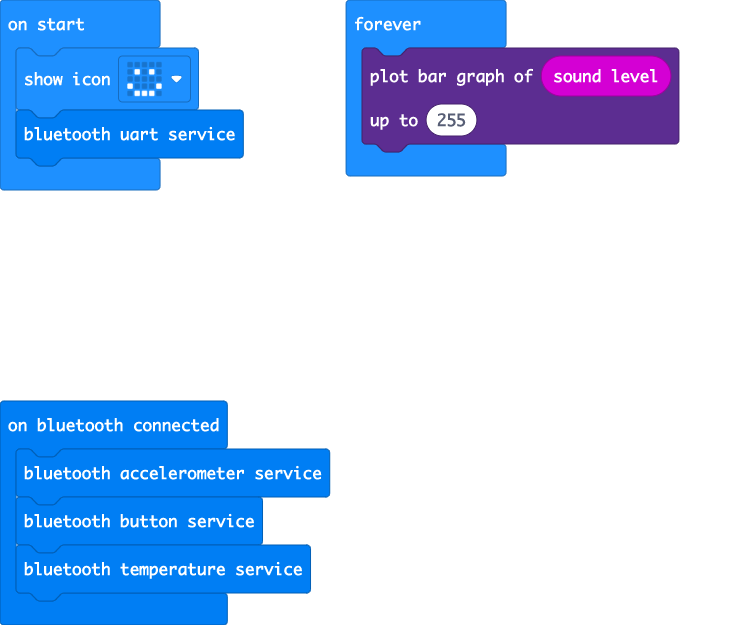 on start
show icon
bluetooth uart service
forever
plot bar graph of sound level
up to 255
on bluetooth connected
bluetooth accelerometer service
bluetooth button service
bluetooth temperature service